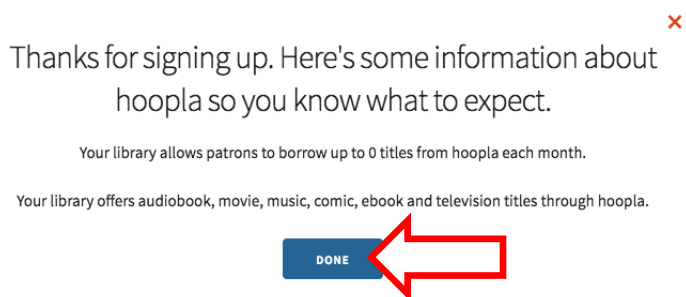 Thanks for signing up. Here's some information about
hoopla so you know what to expect.
Your library allows patrons to borrow up to 0 titles from hoopla each month.
Your library offers audiobook, movie, music, comic, ebook and television titles through hoopla.
DONE